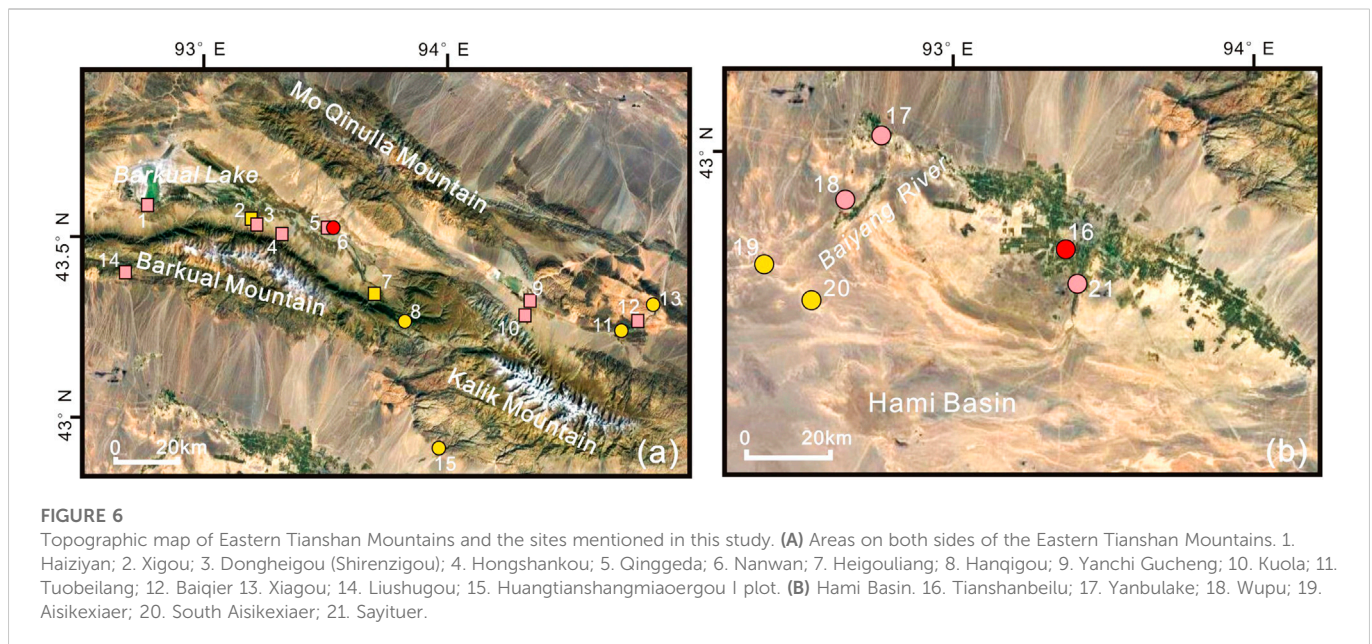 93° E
94° E
93° E
94° E
Mo Qinulla Mountain
43° N
17
Barkual Lake
18
Baiyang River
1
2
3
4
5
6
43.5° N
16
19
14
Barkual Mountain
7
9
13
20
21
8
10
12
11
Kalik Mountain
43° N
Hami Basin
0 20km
15
(a)
0 20km
(b)
FIGURE 6
Topographic map of Eastern Tianshan Mountains and the sites mentioned in this study. (A) Areas on both sides of the Eastern Tianshan Mountains. 1.
Haiziyan; 2. Xigou; 3. Dongheigou (Shirenzigou); 4. Hongshankou; 5. Qinggeda; 6. Nanwan; 7. Heigouliang; 8. Hanqigou; 9. Yanchi Gucheng; 10. Kuola; 11.
Tuobeilang; 12. Baiqier 13. Xiagou; 14. Liushugou; 15. Huangtianshangmiaoergou I plot. (B) Hami Basin. 16. Tianshanbeilu; 17. Yanbulake; 18. Wupu; 19.
Aisikexiaer; 20. South Aisikexiaer; 21. Sayituer.